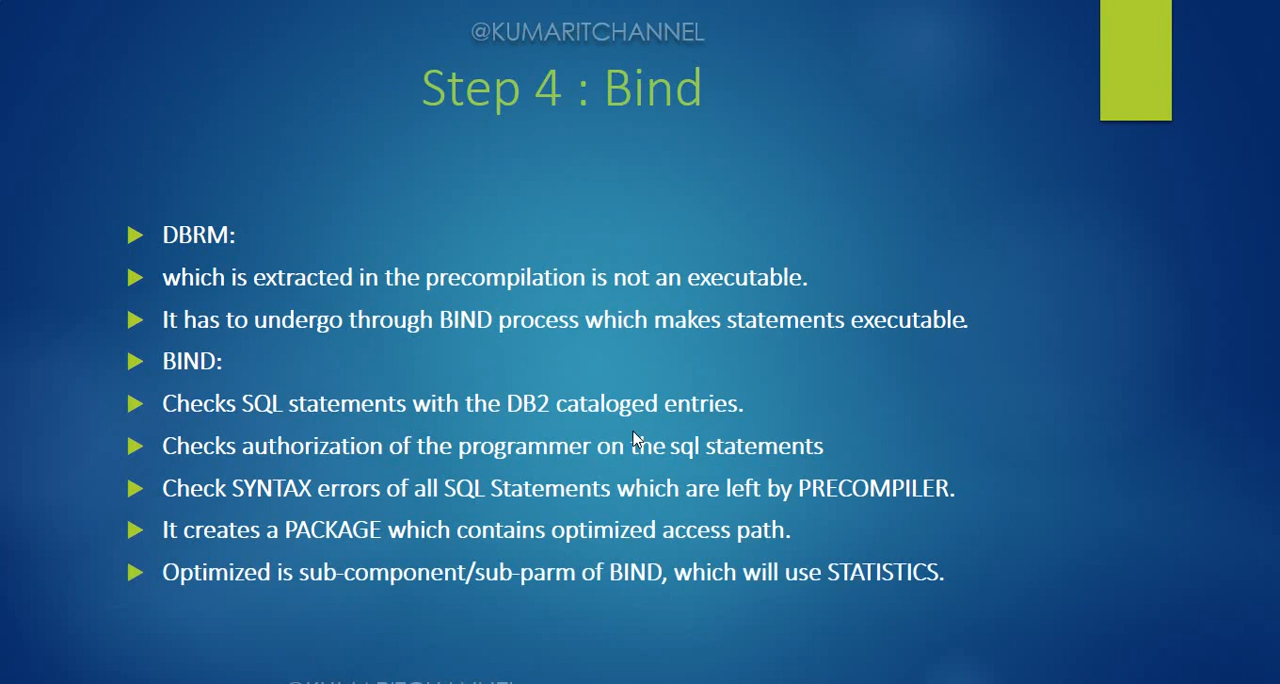 @KUMARITCHANNEL
Step 4 : Bind
DBRM:
which is extracted in the precompilation is not an executable.
It has to undergo through BIND process which makes statements executable.
BIND:
Checks SQL statements with the DB2 cataloged entries.
Checks authorization of the programmer on the sql statements
Check SYNTAX errors of all SQL Statements which are left by PRECOMPILER.
It creates a PACKAGE which contains optimized access path.
Optimized is sub-component/sub-parm of BIND, which will use STATISTICS.
@KUMARITCHANNEL